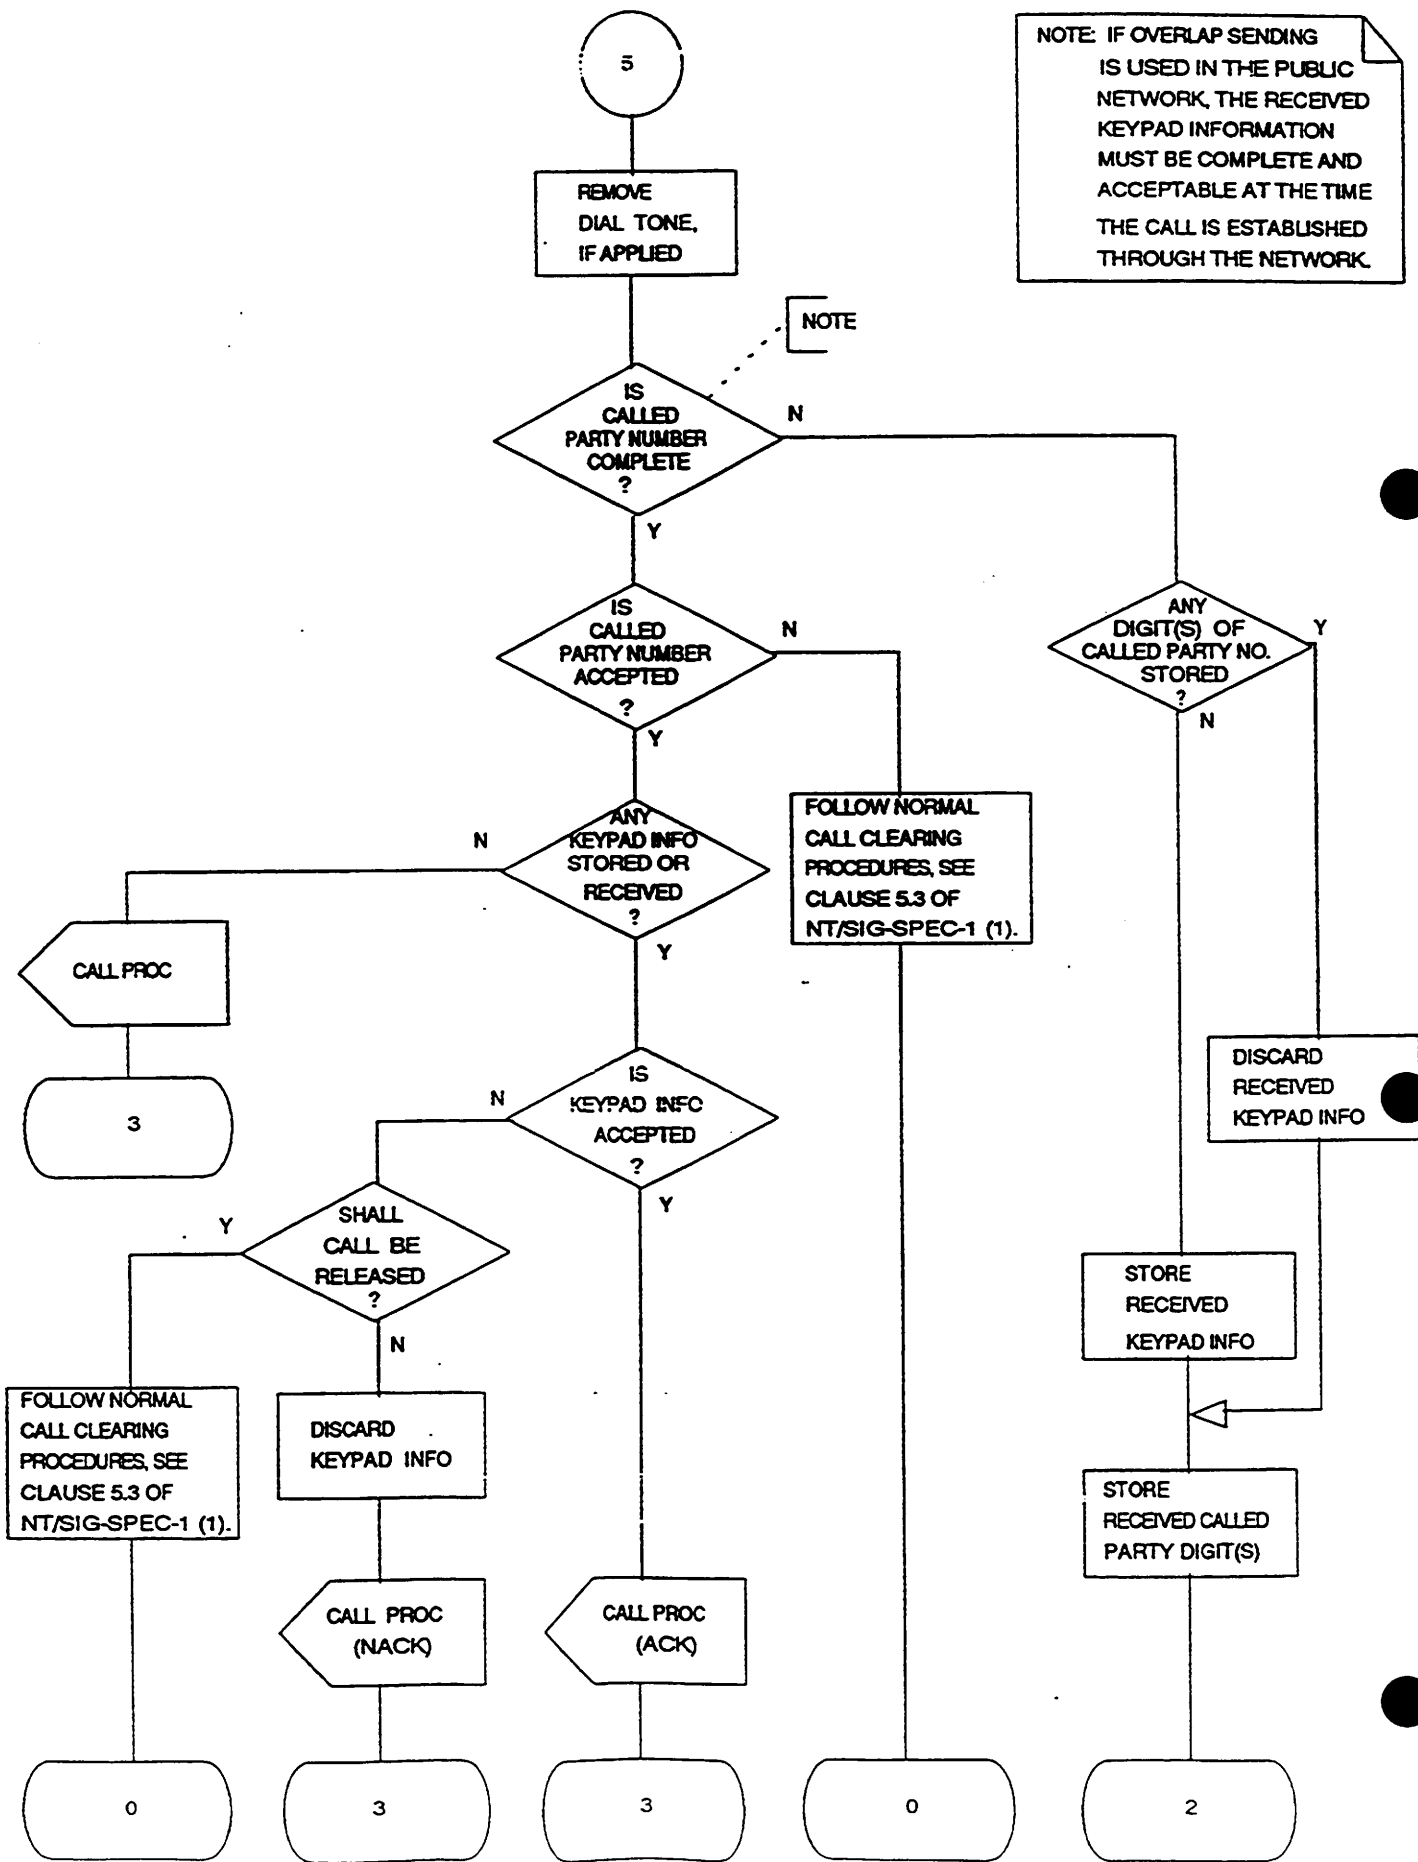 5
NOTE: IF OVERLAP SENDING
IS USED IN THE PUBLIC
NETWORK, THE RECEIVED
KEYPAD INFORMATION
MUST BE COMPLETE AND
ACCEPTABLE AT THE TIME
THE CALL IS ESTABLISHED
THROUGH THE NETWORK.
REMOVE
DIAL TONE,
IF APPLIED
NOTE
IS
CALLED
PARTY NUMBER
COMPLETE
?
N
Y
IS
CALLED
PARTY NUMBER
ACCEPTED
?
N
Y
ANY
DIGIT(S) OF
CALLED PARTY NO.
STORED
?
Y
N
ANY
KEYPAD INFO
STORED OR
RECEIVED
?
N
Y
FOLLOW NORMAL
CALL CLEARING
PROCEDURES, SEE
CLAUSE 5.3 OF
NT/SIG-SPEC-1 (1).
CALL PROC
3
IS
KEYPAD INFO
ACCEPTED
?
N
Y
DISCARD
RECEIVED
KEYPAD INFO
SHALL
CALL BE
RELEASED
?
Y
N
STORE
RECEIVED
KEYPAD INFO
FOLLOW NORMAL
CALL CLEARING
PROCEDURES, SEE
CLAUSE 5.3 OF
NT/SIG-SPEC-1 (1).
DISCARD
KEYPAD INFO
STORE
RECEIVED CALLED
PARTY DIGIT(S)
CALL PROC
(NACK)
CALL PROC
(ACK)
0
3
3
0
2